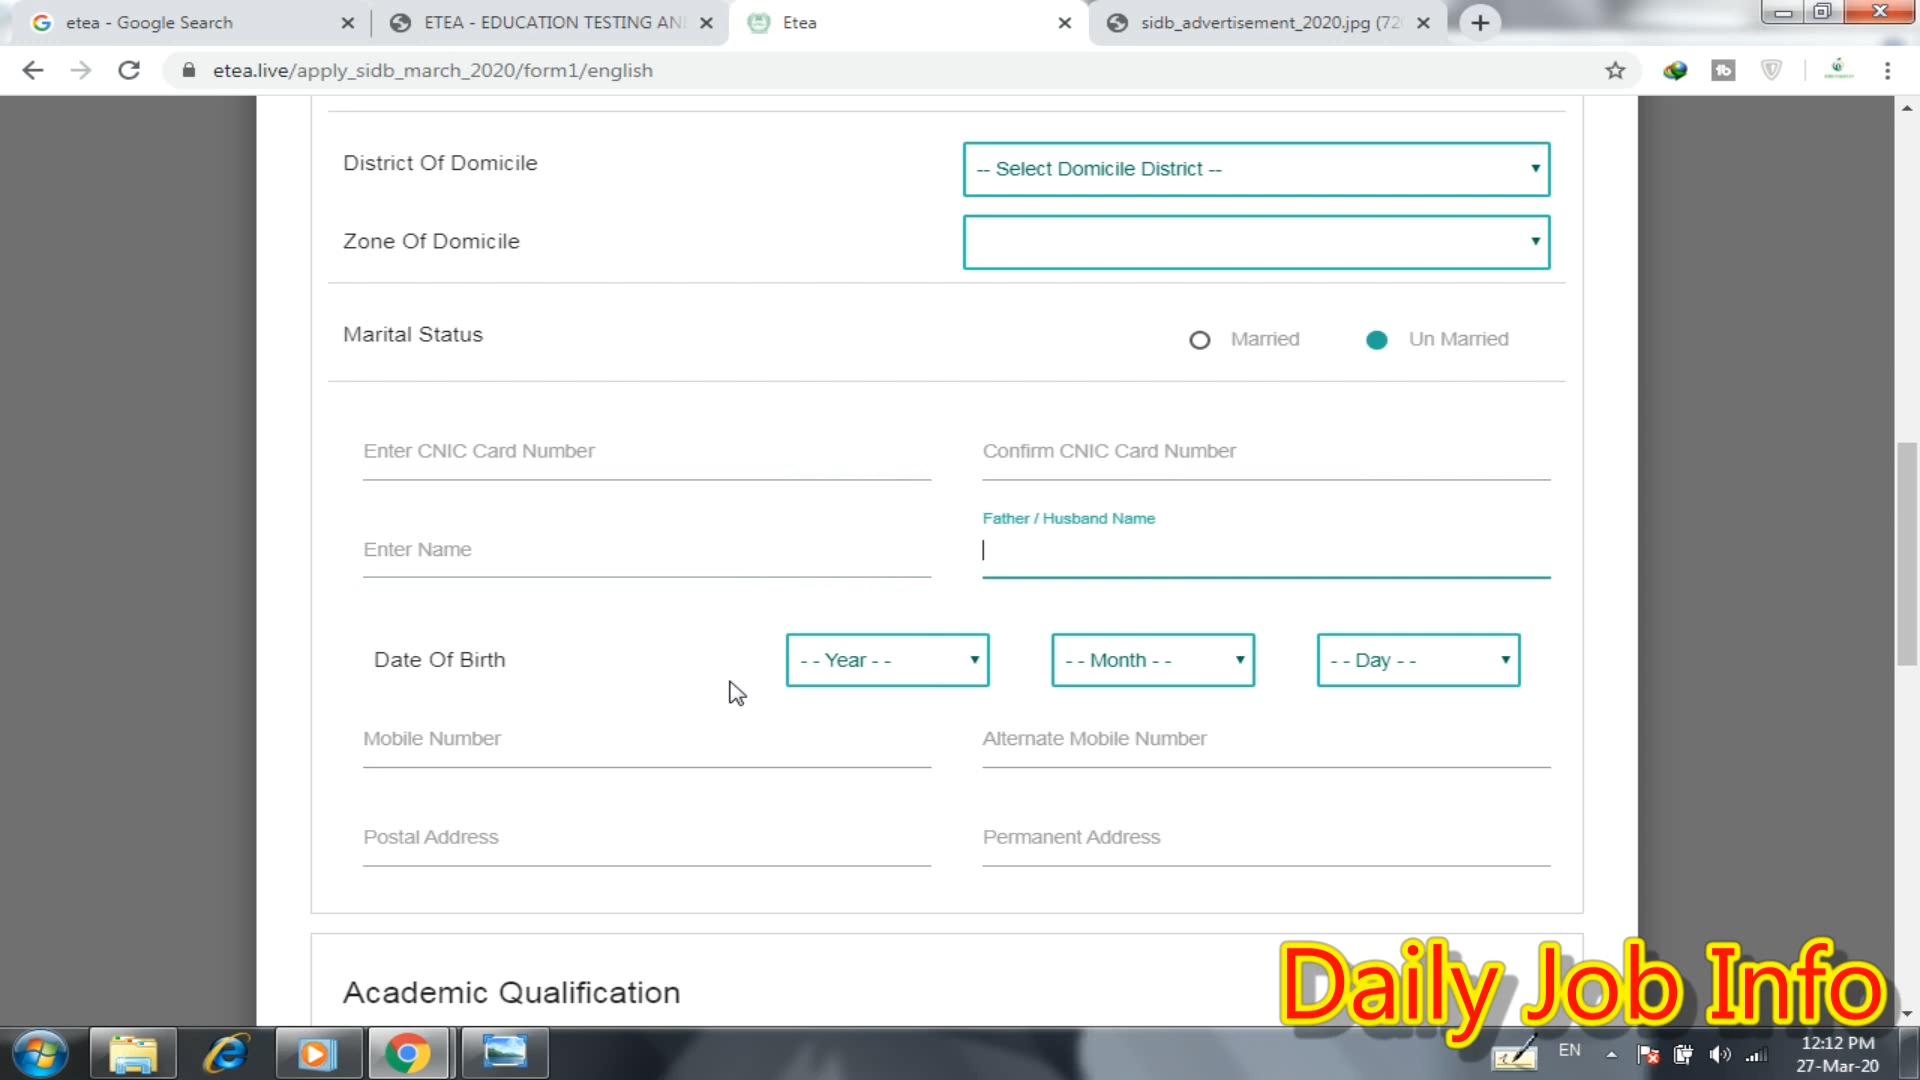 etea - Google Search
ETEA - EDUCATION TESTING AN
Etea
sidb_advertisement_2020.jpg (72
etea.live/apply_sidb_march_2020/form1/english
District Of Domicile
-- Select Domicile District --
Zone Of Domicile
Marital Status
Married
Un Married
Enter CNIC Card Number
Confirm CNIC Card Number
Father / Husband Name
Enter Name
Date Of Birth
- - Year - -
- - Month - -
- - Day - -
Mobile Number
Alternate Mobile Number
Postal Address
Permanent Address
Academic Qualification
Daily Job Info
EN
12:12 PM
27-Mar-20